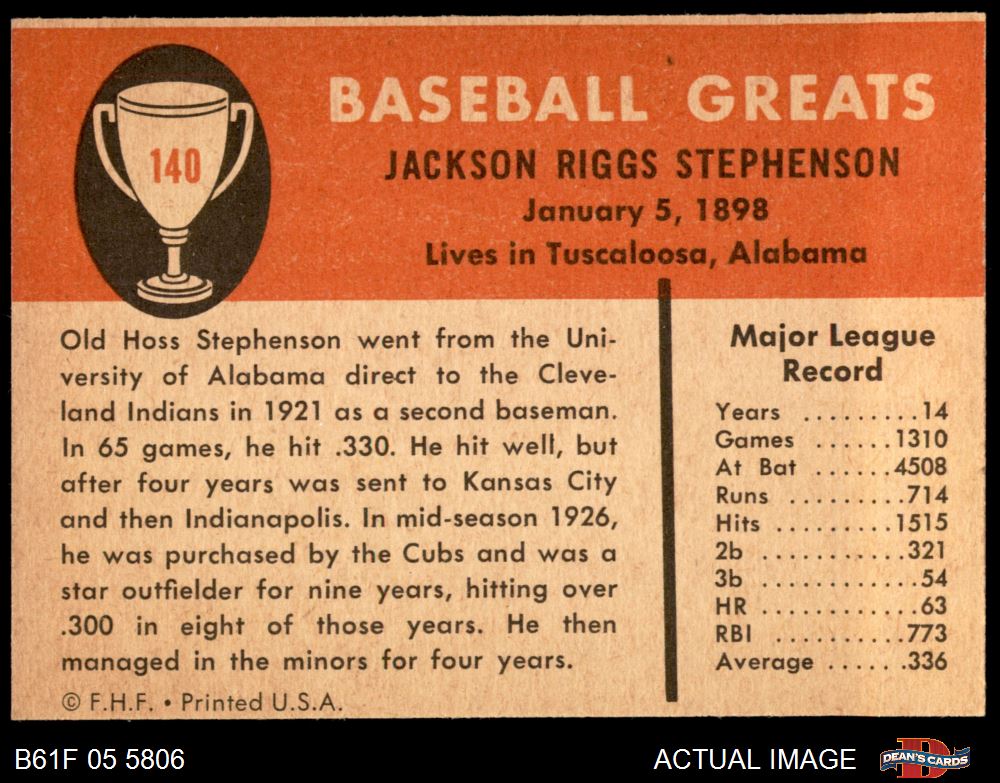 140
BASEBALL GREATS
JACKSON RIGGS STEPHENSON
January 5, 1898
Lives in Tuscaloosa, Alabama
Old Hoss Stephenson went from the Uni-
versity of Alabama direct to the Cleve-
land Indians in 1921 as a second baseman.
In 65 games, he hit .330. He hit well, but
after four years was sent to Kansas City
and then Indianapolis. In mid-season 1926,
he was purchased by the Cubs and was a
star outfielder for nine years, hitting over
.300 in eight of those years. He then
managed in the minors for four years.
© F.H.F. • Printed U.S.A.
Major League
Record
Years .........14
Games ......1310
At Bat ......4508
Runs .........714
Hits .........1515
2b ...........321
3b ............54
HR ............63
RBI ..........773
Average ......336
B61F 05 5806
ACTUAL IMAGE
D
DEAN'S CARDS